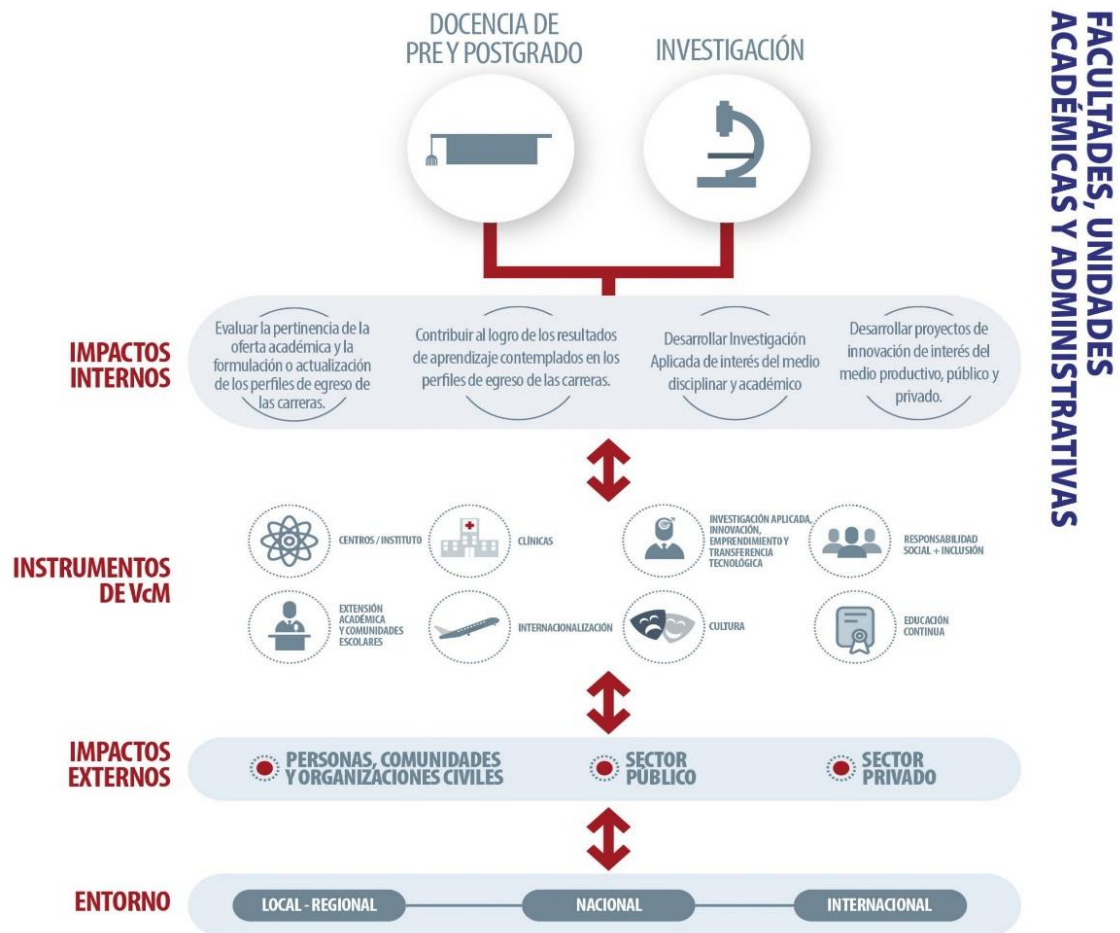 DOCENCIA DE
PRE Y POSTGRADO
INVESTIGACIÓN
FACULTADES, UNIDADES
ACADÉMICAS Y ADMINISTRATIVAS
IMPACTOS
INTERNOS
Evaluar la pertinencia de la
oferta académica y la
formulación o actualización
de los perfiles de egreso de
las carreras.
Contribuir al logro de los resultados
de aprendizaje contemplados en los
perfiles de egreso de las carreras.
Desarrollar Investigación
Aplicada de interés del medio
disciplinar y académico
Desarrollar proyectos de
innovación de interés del
medio productivo, público y
privado.
INSTRUMENTOS
DE VcM
CENTROS / INSTITUTO
CLÍNICAS
INVESTIGACIÓN APLICADA,
INNOVACIÓN,
EMPRENDIMIENTO Y
TRANSFERENCIA
TECNOLÓGICA
RESPONSABILIDAD
SOCIAL + INCLUSIÓN
EXTENSIÓN
ACADÉMICA
Y COMUNIDADES
ESCOLARES
INTERNACIONALIZACIÓN
CULTURA
EDUCACIÓN
CONTINUA
IMPACTOS
EXTERNOS
PERSONAS, COMUNIDADES
Y ORGANIZACIONES CIVILES
SECTOR
PÚBLICO
SECTOR
PRIVADO
ENTORNO
LOCAL - REGIONAL
NACIONAL
INTERNACIONAL